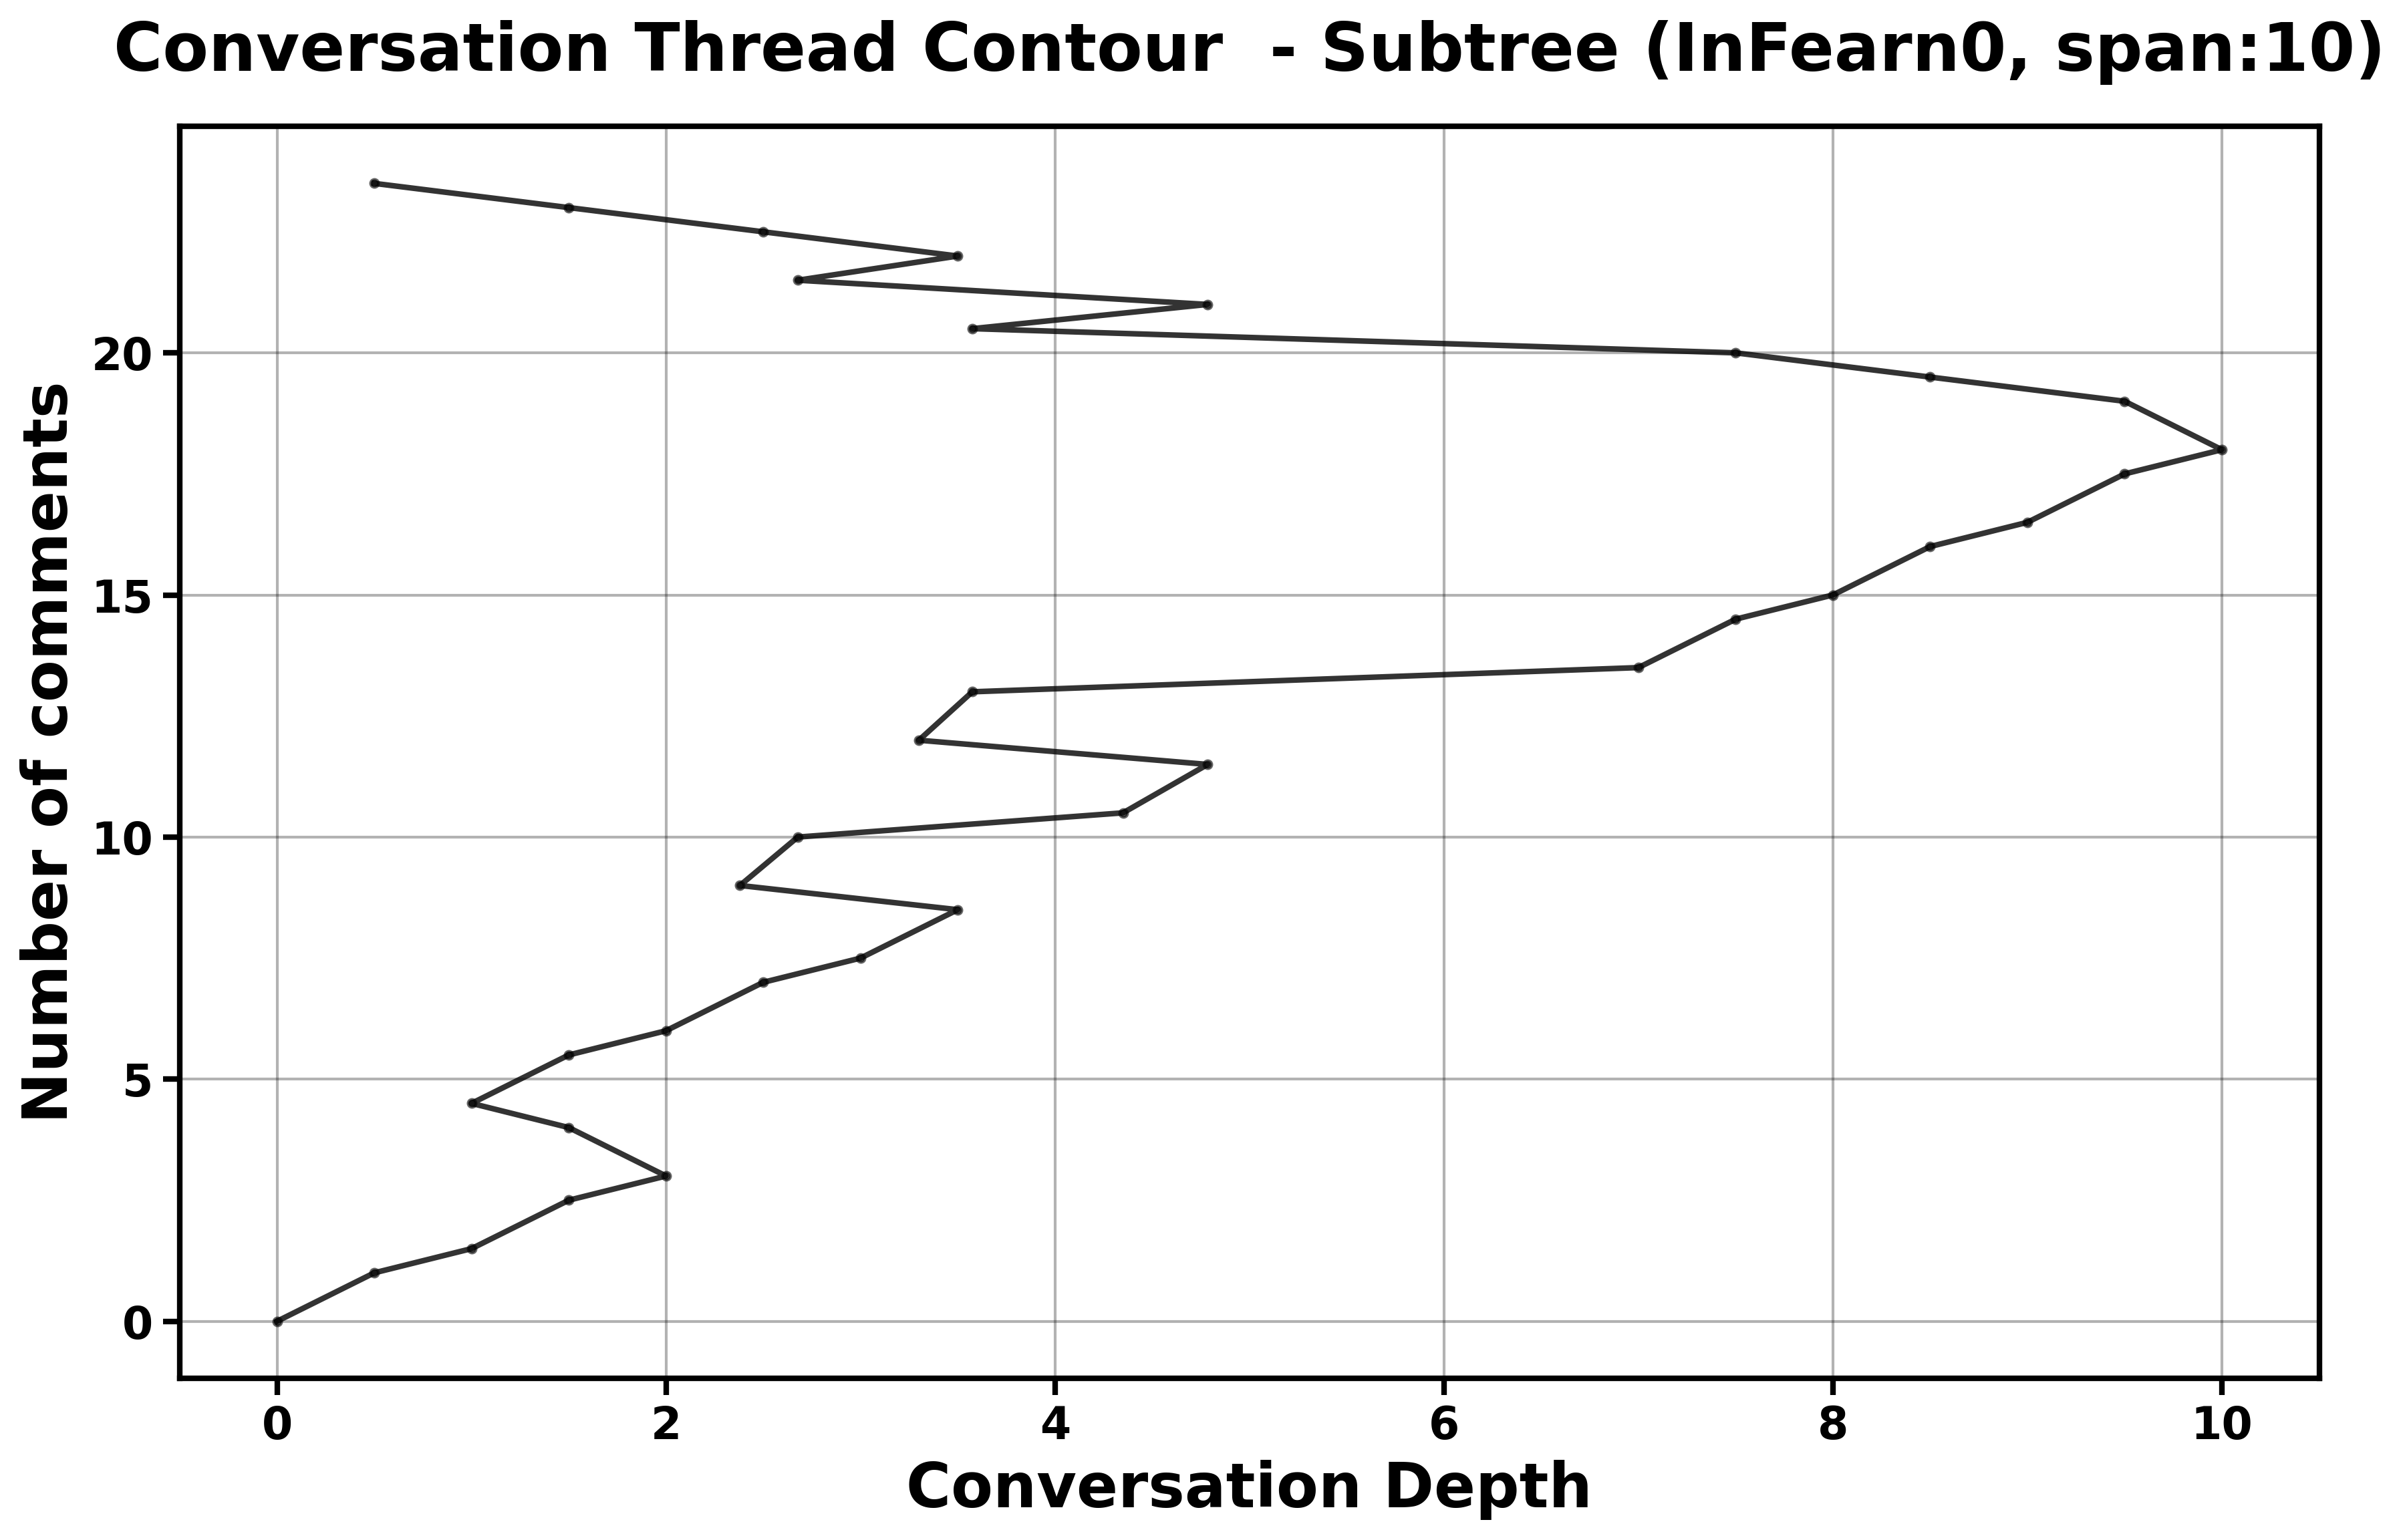 Conversation Thread Contour  - Subtree (InFearn0, span:10)
Number of comments
20
15
10
5
0
0 2 4 6 8 10
Conversation Depth